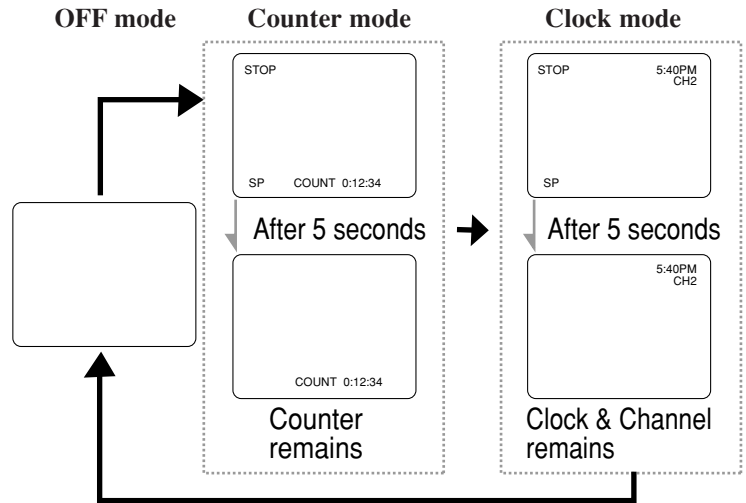 OFF mode
Counter mode
Clock mode
STOP
SP COUNT 0:12:34
After 5 seconds
COUNT 0:12:34
Counter
remains
STOP 5:40PM
CH2
SP
After 5 seconds
5:40PM
CH2
Clock & Channel
remains